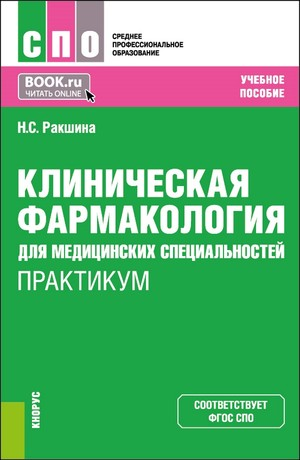 СПО
СРЕДНЕЕ
ПРОФЕССИОНАЛЬНОЕ
ОБРАЗОВАНИЕ
BOOK.ru
ЧИТАТЬ ONLINE
УЧЕБНОЕ
ПОСОБИЕ
Н.С. Ракшина
КЛИНИЧЕСКАЯ
ФАРМАКОЛОГИЯ
ДЛЯ МЕДИЦИНСКИХ СПЕЦИАЛЬНОСТЕЙ
ПРАКТИКУМ
СООТВЕТСТВУЕТ
ФГОС СПО
КНОРУС